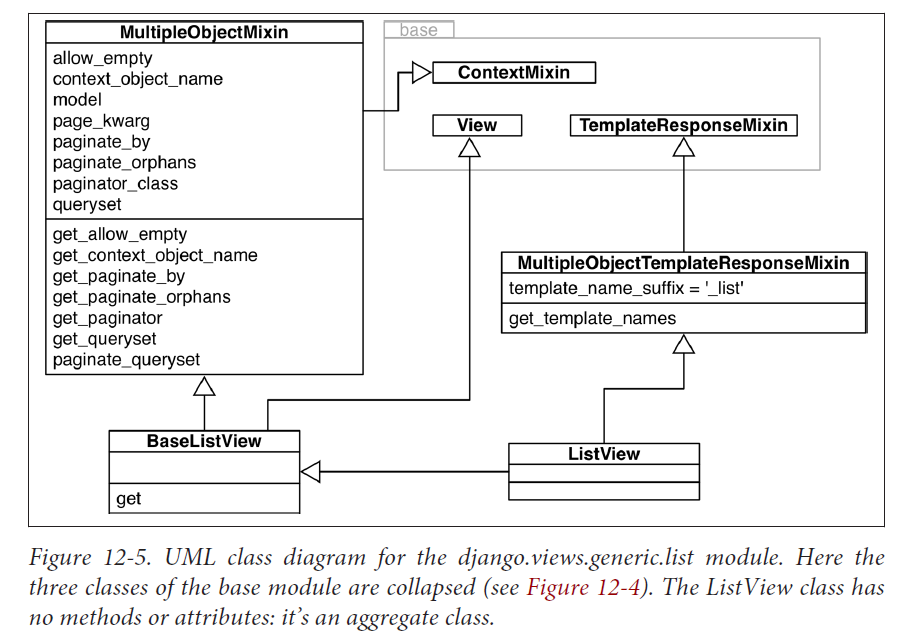 MultipleObjectMixin
allow_empty
context_object_name
model
page_kwarg
paginate_by
paginate_orphans
paginator_class
queryset
get_allow_empty
get_context_object_name
get_paginate_by
get_paginate_orphans
get_paginator
get_queryset
paginate_queryset
base
ContextMixin
View
TemplateResponseMixin
MultipleObjectTemplateResponseMixin
template_name_suffix = '_list'
get_template_names
BaseListView
get
ListView
Figure 12-5. UML class diagram for the django.views.generic.list module. Here the
three classes of the base module are collapsed (see Figure 12-4). The ListView class has
no methods or attributes: it’s an aggregate class.